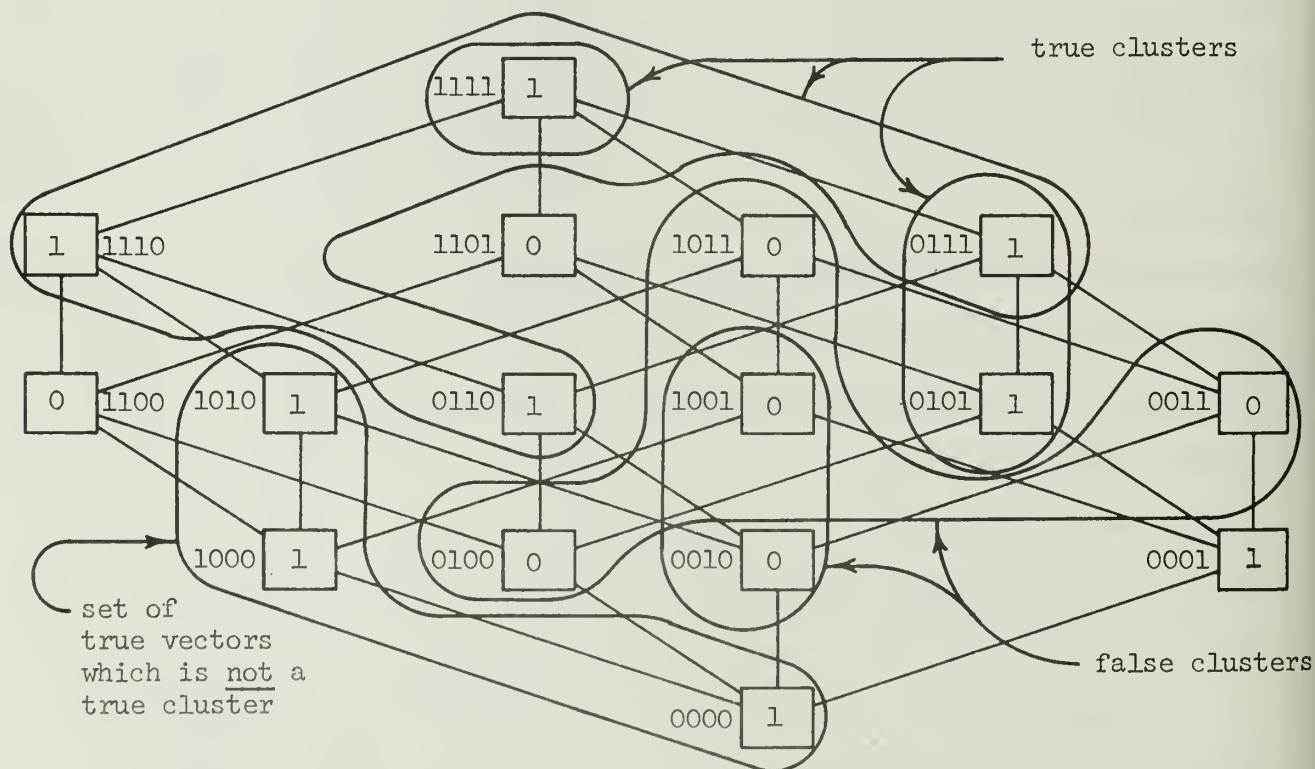 true clusters
1111 1
1 1110
1101 0
1011 0
0111 1
0 1100
1010 1
0110 1
1001 0
0101 1
0011 0
1000 1
0100 0
0010 0
0001 1
set of
true vectors
which is not a
true cluster
false clusters
0000 1